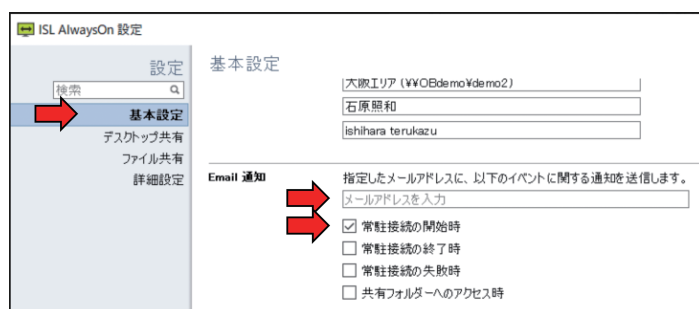 ISL AlwaysOn 設定
設定
検索
基本設定
デスクトップ共有
ファイル共有
詳細設定
基本設定
大阪エリア (¥¥OBdemo¥demo2)
石原照和
ishihara terukazu
Email 通知
指定したメールアドレスに、以下のイベントに関する通知を送信します。
メールアドレスを入力
常駐接続の開始時
常駐接続の終了時
常駐接続の失敗時
共有フォルダーへのアクセス時